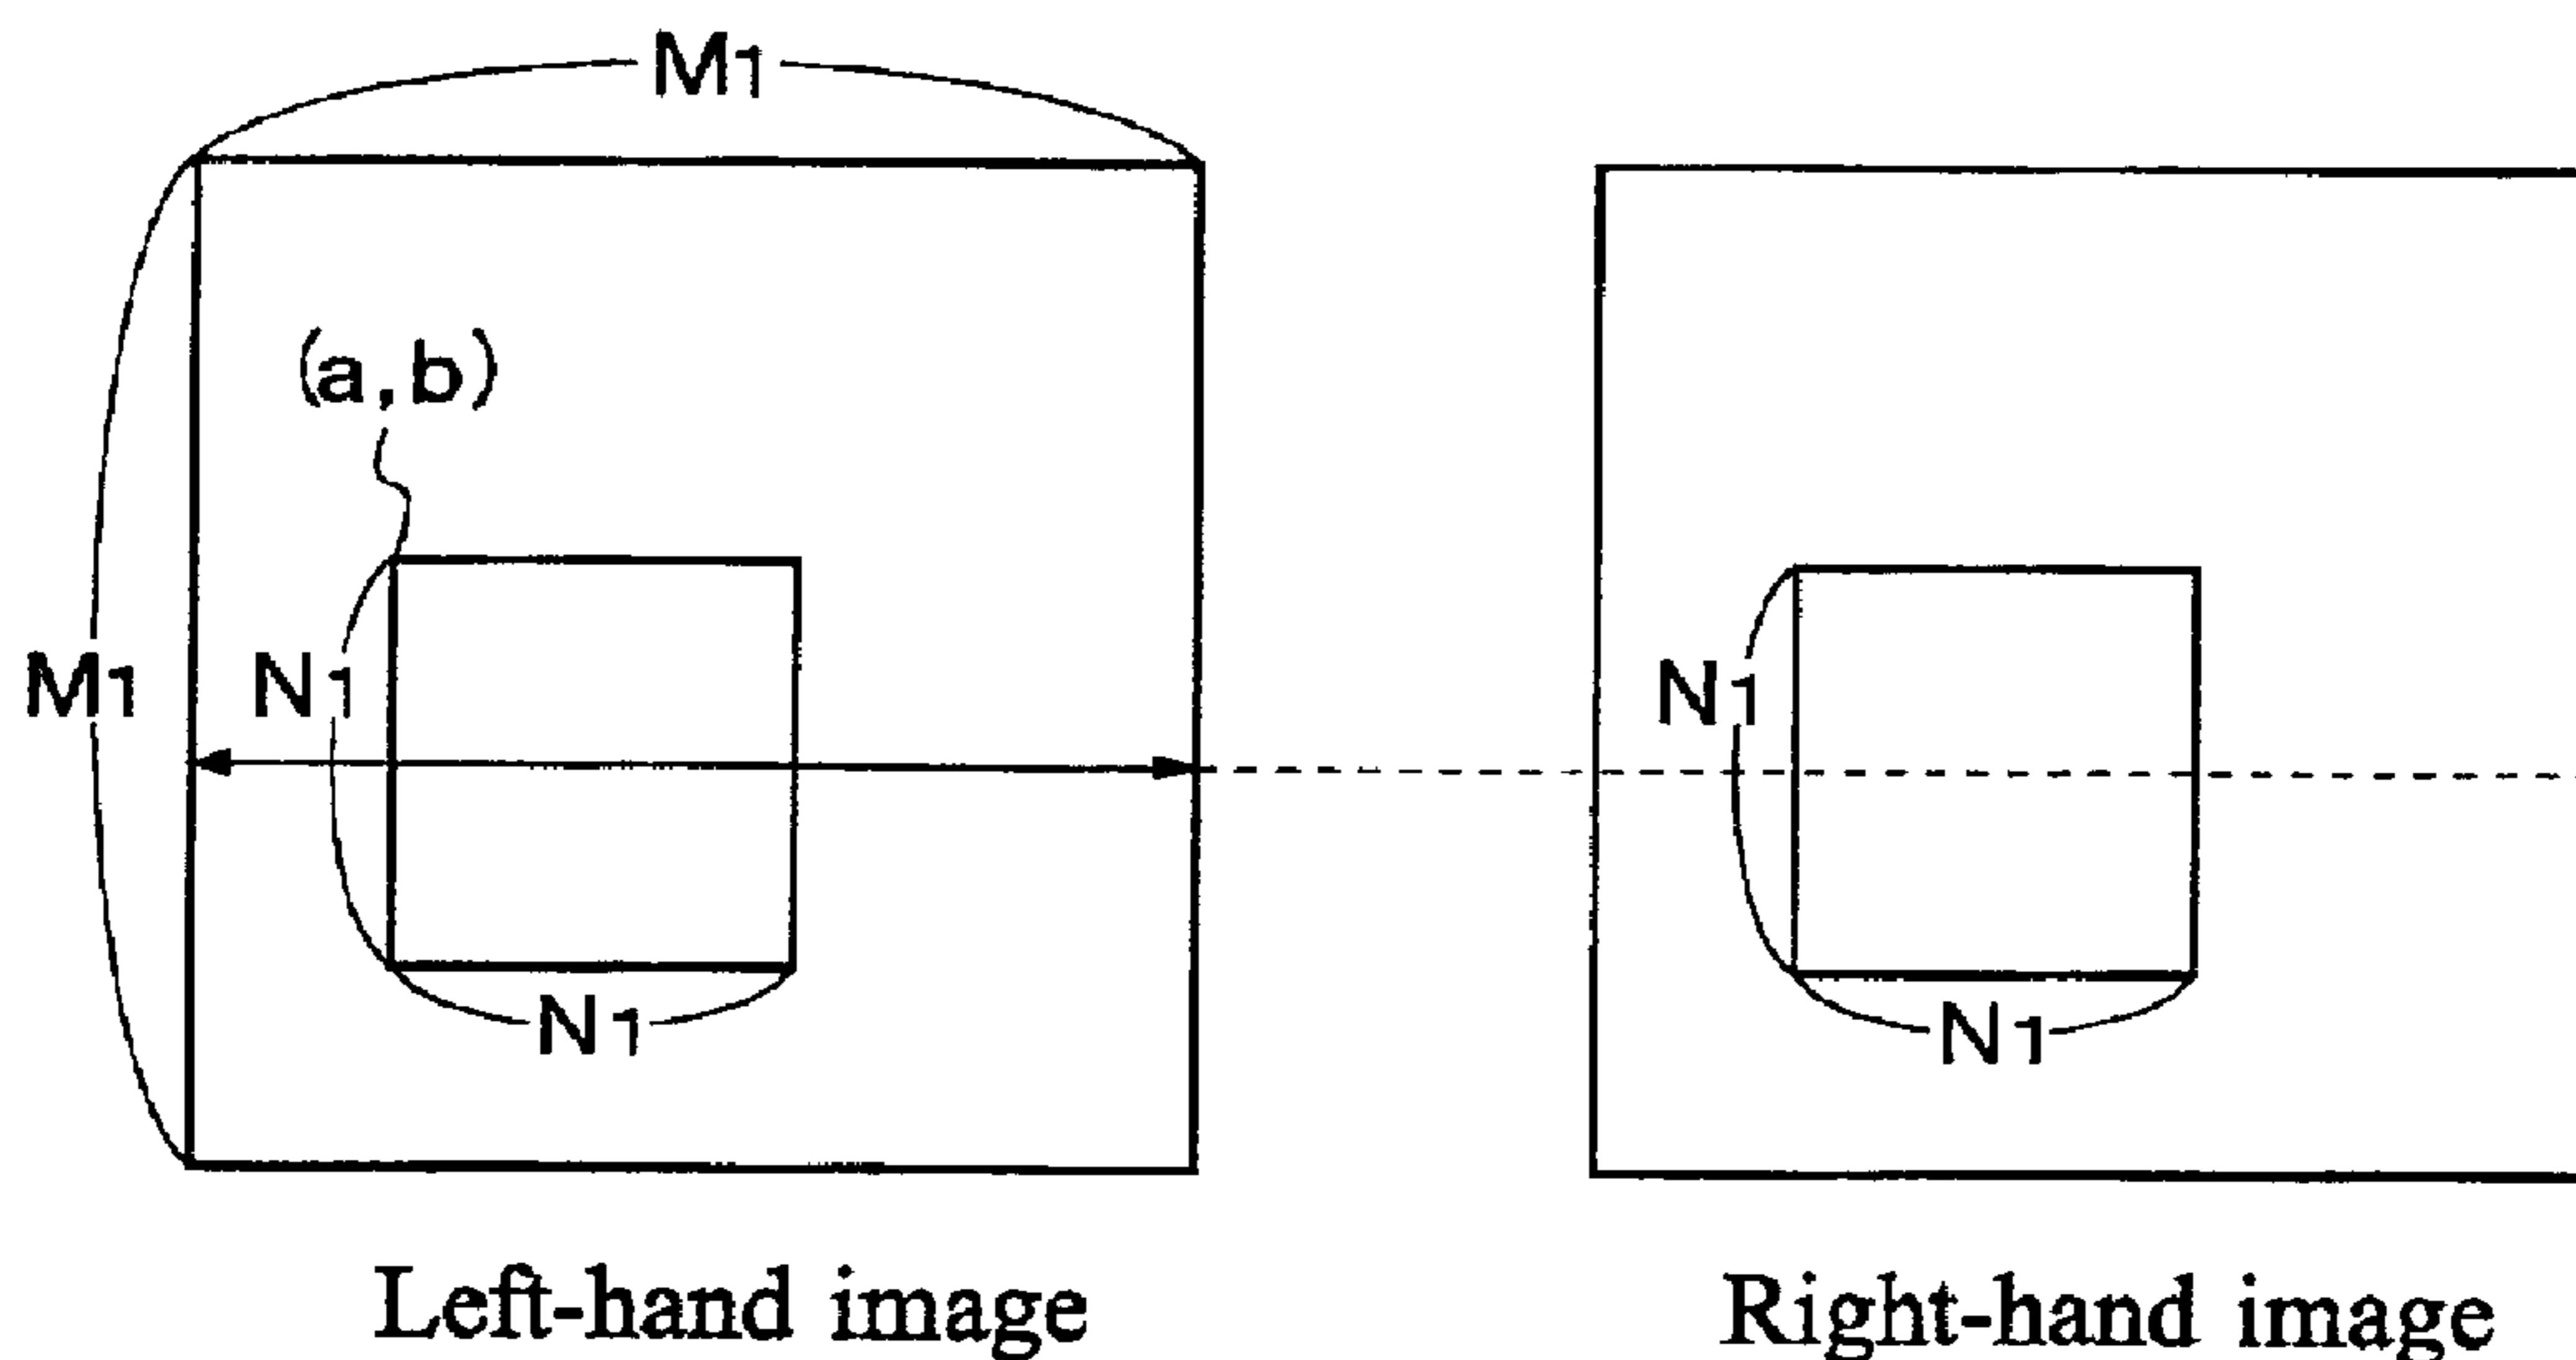 M1
(a,b)
M1
N1
N1
N1
N1
Left-hand image
Right-hand image